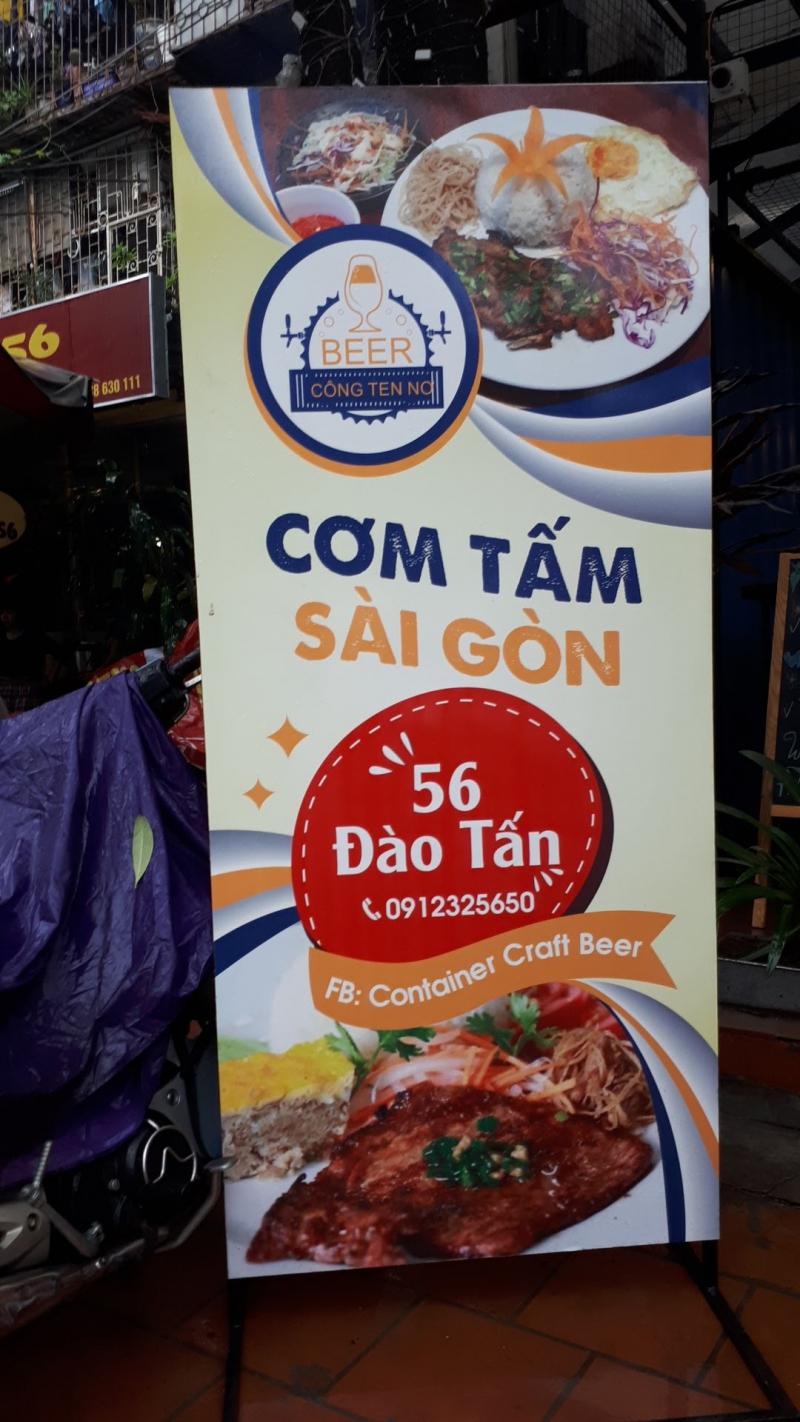 BEER
CÔNG TEN NƠ
CƠM TẤM
SÀI GÒN
56
Đào Tấn
0912325650
FB: Container Craft Beer
56
8 630 111
56